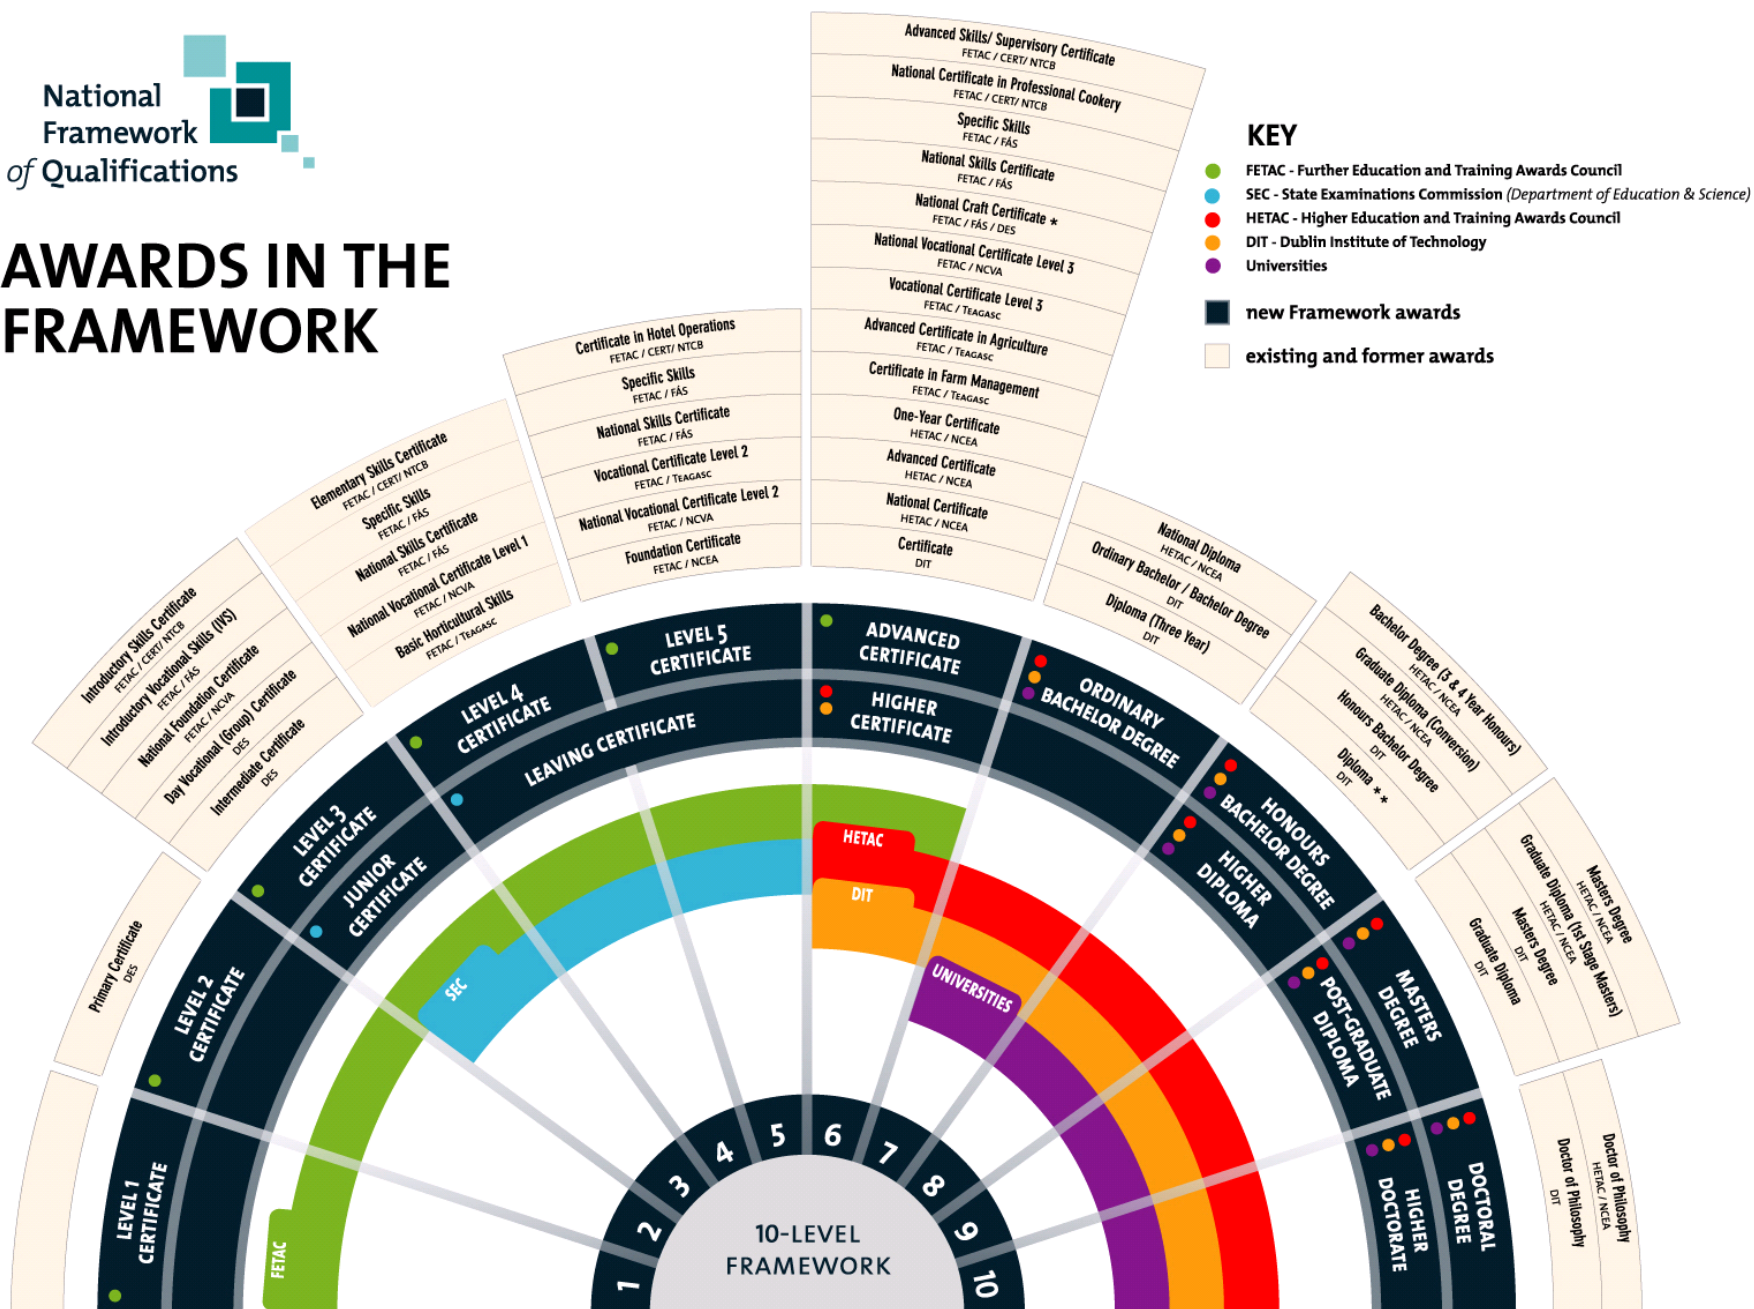 National
Framework
of Qualifications
AWARDS IN THE
FRAMEWORK
KEY
FETAC - Further Education and Training Awards Council
SEC - State Examinations Commission (Department of Education & Science)
HETAC - Higher Education and Training Awards Council
DIT - Dublin Institute of Technology
Universities
new Framework awards
existing and former awards
Primary Certificate
DES
Introductory Skills Certificate
FETAC / CERT/ NTCB
Introductory Vocational Skills (IVS)
FETAC / FÁS
National Foundation Certificate
FETAC / NCVA
Day Vocational (Group) Certificate
DES
Intermediate Certificate
DES
Elementary Skills Certificate
FETAC / CERT/ NTCB
Specific Skills
FETAC / FÁS
National Skills Certificate
FETAC / FÁS
National Vocational Certificate Level 1
FETAC / NCVA
Basic Horticultural Skills
FETAC / TEAGASC
Certificate in Hotel Operations
FETAC / CERT/ NTCB
Specific Skills
FETAC / FÁS
National Skills Certificate
FETAC / FÁS
Vocational Certificate Level 2
FETAC / TEAGASC
National Vocational Certificate Level 2
FETAC / NCVA
Foundation Certificate
FETAC / NCEA
Advanced Skills/ Supervisory Certificate
FETAC / CERT/ NTCB
National Certificate in Professional Cookery
FETAC / CERT/ NTCB
Specific Skills
FETAC / FÁS
National Skills Certificate
FETAC / FÁS
National Craft Certificate *
FETAC / FÁS / DES
National Vocational Certificate Level 3
FETAC / NCVA
Vocational Certificate Level 3
FETAC / TEAGASC
Advanced Certificate in Agriculture
FETAC / TEAGASC
Certificate in Farm Management
FETAC / TEAGASC
One-Year Certificate
HETAC / NCEA
Advanced Certificate
HETAC / NCEA
National Certificate
HETAC / NCEA
Certificate
DIT
National Diploma
HETAC / NCEA
Ordinary Bachelor / Bachelor Degree
DIT
Diploma (Three Year)
DIT
Bachelor Degree (3 & 4 Year Honours)
HETAC / NCEA
Graduate Diploma (Conversion)
HETAC / NCEA
Honours Bachelor Degree
DIT
Diploma **
DIT
Masters Degree
HETAC / NCEA
Graduate Diploma (1st Stage Masters)
HETAC / NCEA
Masters Degree
DIT
Graduate Diploma
DIT
Doctor of Philosophy
HETAC / NCEA
Doctor of Philosophy
DIT
LEVEL 1
CERTIFICATE
LEVEL 2
CERTIFICATE
LEVEL 3
CERTIFICATE
JUNIOR
CERTIFICATE
LEVEL 4
CERTIFICATE
LEVEL 5
CERTIFICATE
LEAVING CERTIFICATE
ADVANCED
CERTIFICATE
HIGHER
CERTIFICATE
ORDINARY
BACHELOR DEGREE
HONOURS
BACHELOR DEGREE
HIGHER
DIPLOMA
MASTERS
DEGREE
POST-GRADUATE
DIPLOMA
DOCTORAL
DEGREE
HIGHER
DOCTORATE
FETAC
SEC
HETAC
DIT
UNIVERSITIES
1
2
3
4
5
6
7
8
9
10
10-LEVEL
FRAMEWORK